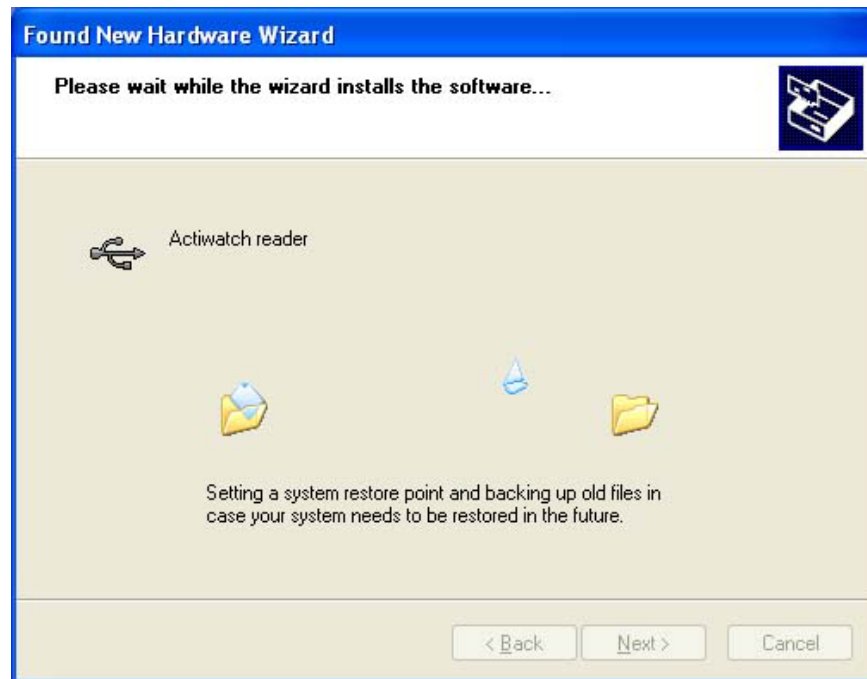 Found New Hardware Wizard
Please wait while the wizard installs the software...
Actiwatch reader
Setting a system restore point and backing up old files in
case your system needs to be restored in the future.
< Back
Next >
Cancel